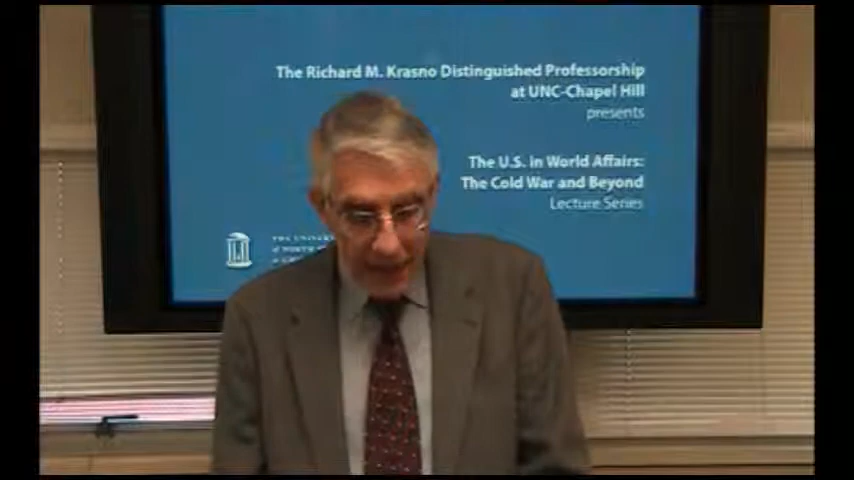 The Richard M. Krasno Distinguished Professorship
at UNC-Chapel Hill
presents
The U.S. in World Affairs:
The Cold War and Beyond
Lecture Series
THE